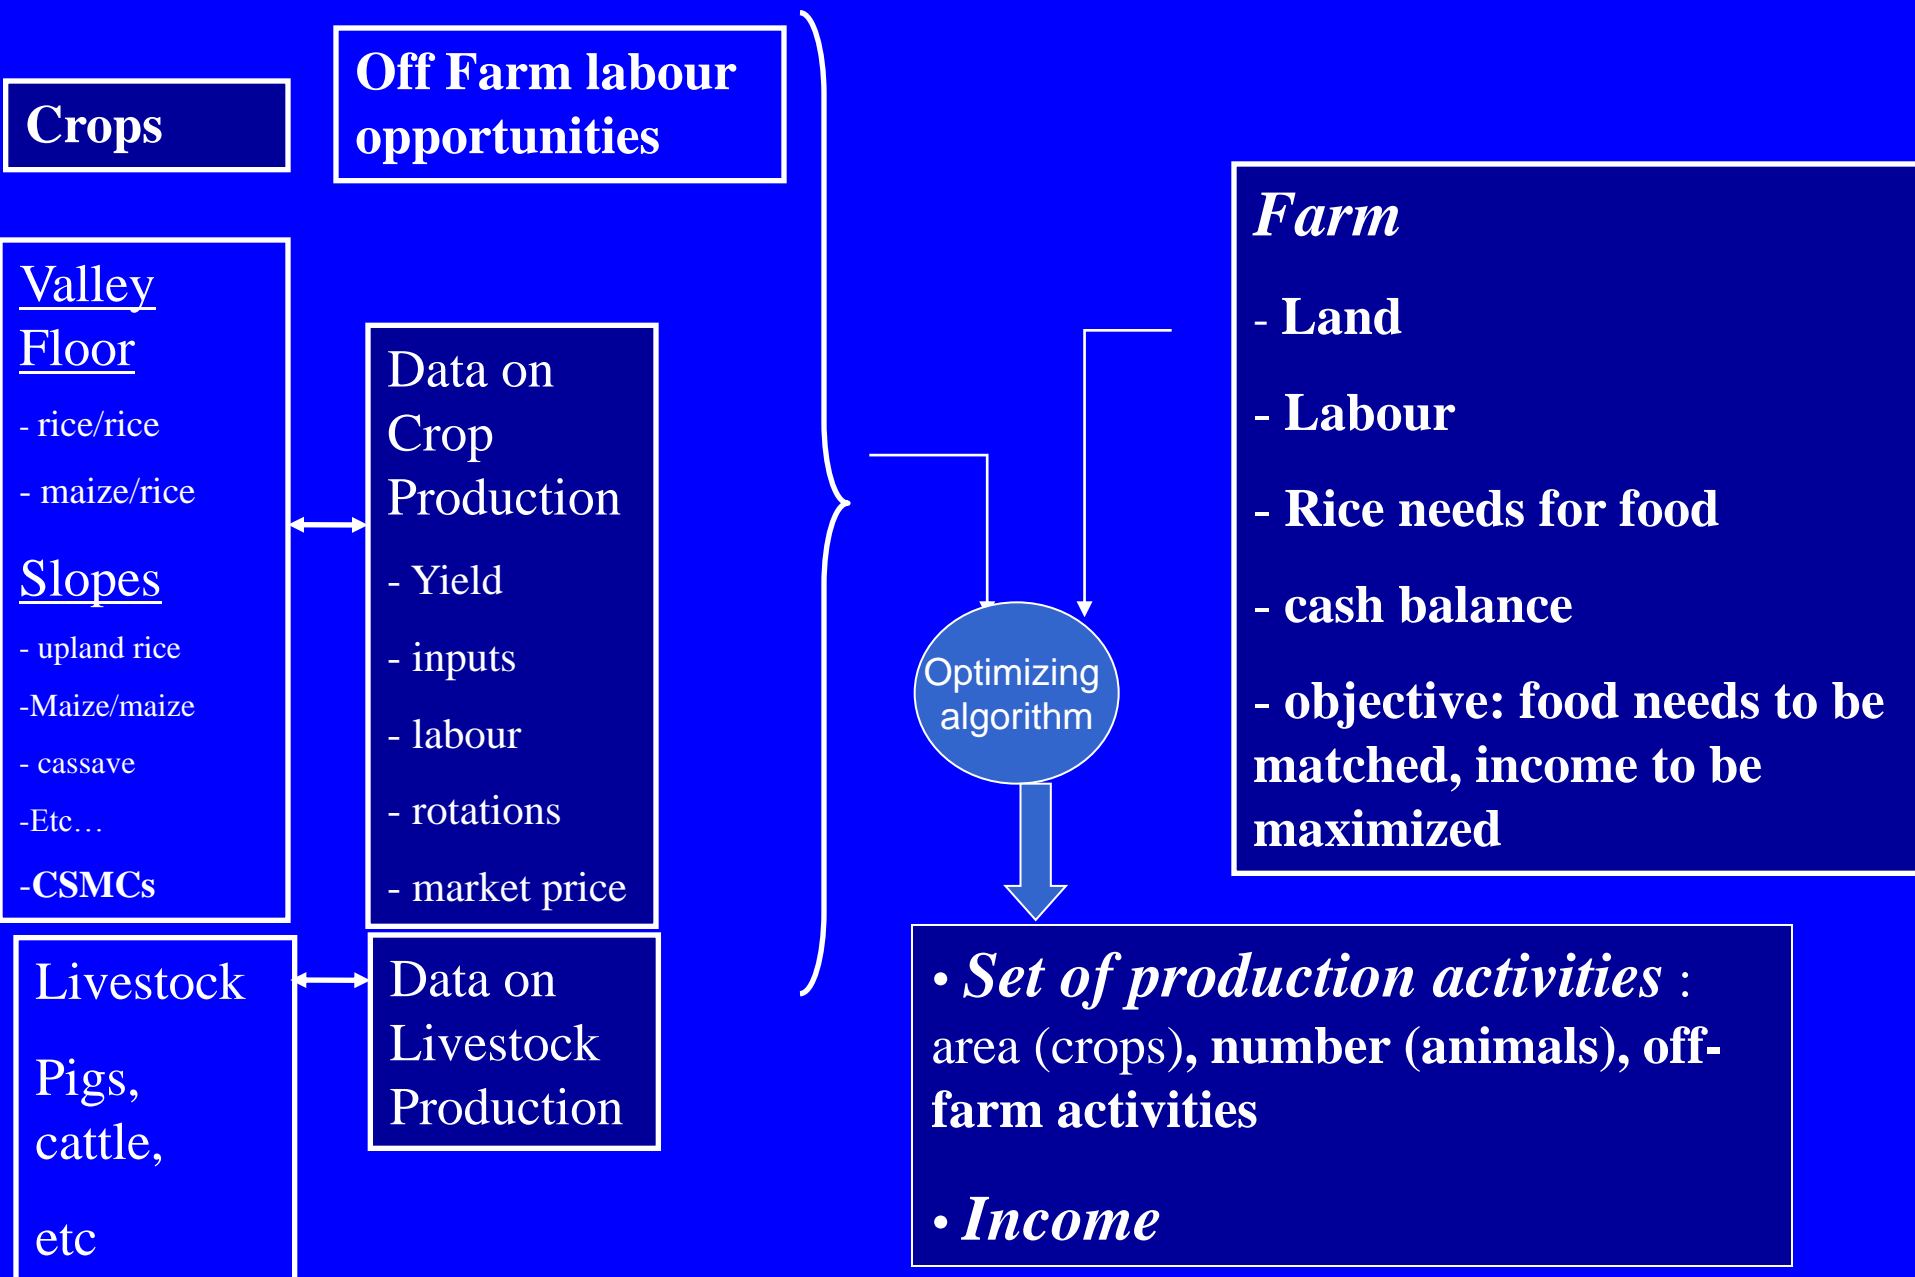 Crops
Off Farm labour
opportunities
Valley
Floor
- rice/rice
- maize/rice
Slopes
- upland rice
-Maize/maize
- cassave
-Etc…
-CSMCs
Data on
Crop
Production
- Yield
- inputs
- labour
- rotations
- market price
Livestock
Pigs,
cattle,
etc
Data on
Livestock
Production
Optimizing
algorithm
Farm
- Land
- Labour
- Rice needs for food
- cash balance
- objective: food needs to be
matched, income to be
maximized
• Set of production activities :
area (crops), number (animals), off-
farm activities
• Income